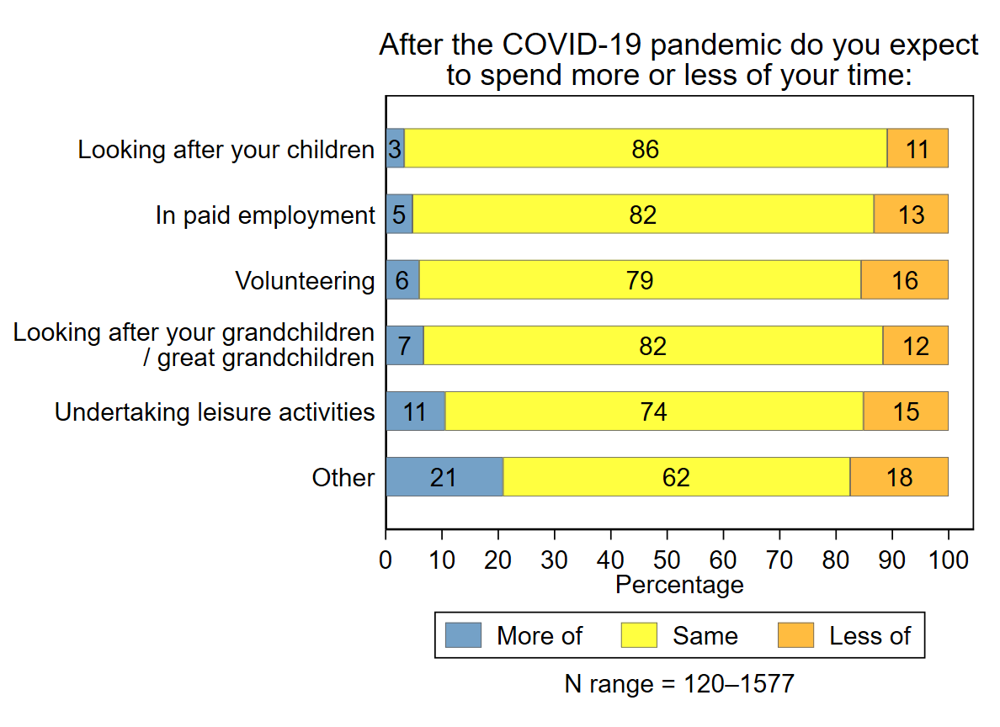 After the COVID-19 pandemic do you expect
to spend more or less of your time:
Looking after your children 3 86 11
In paid employment 5 82 13
Volunteering 6 79 16
Looking after your grandchildren
/ great grandchildren 7 82 12
Undertaking leisure activities 11 74 15
Other 21 62 18
0 10 20 30 40 50 60 70 80 90 100
Percentage
More of Same Less of
N range = 120–1577